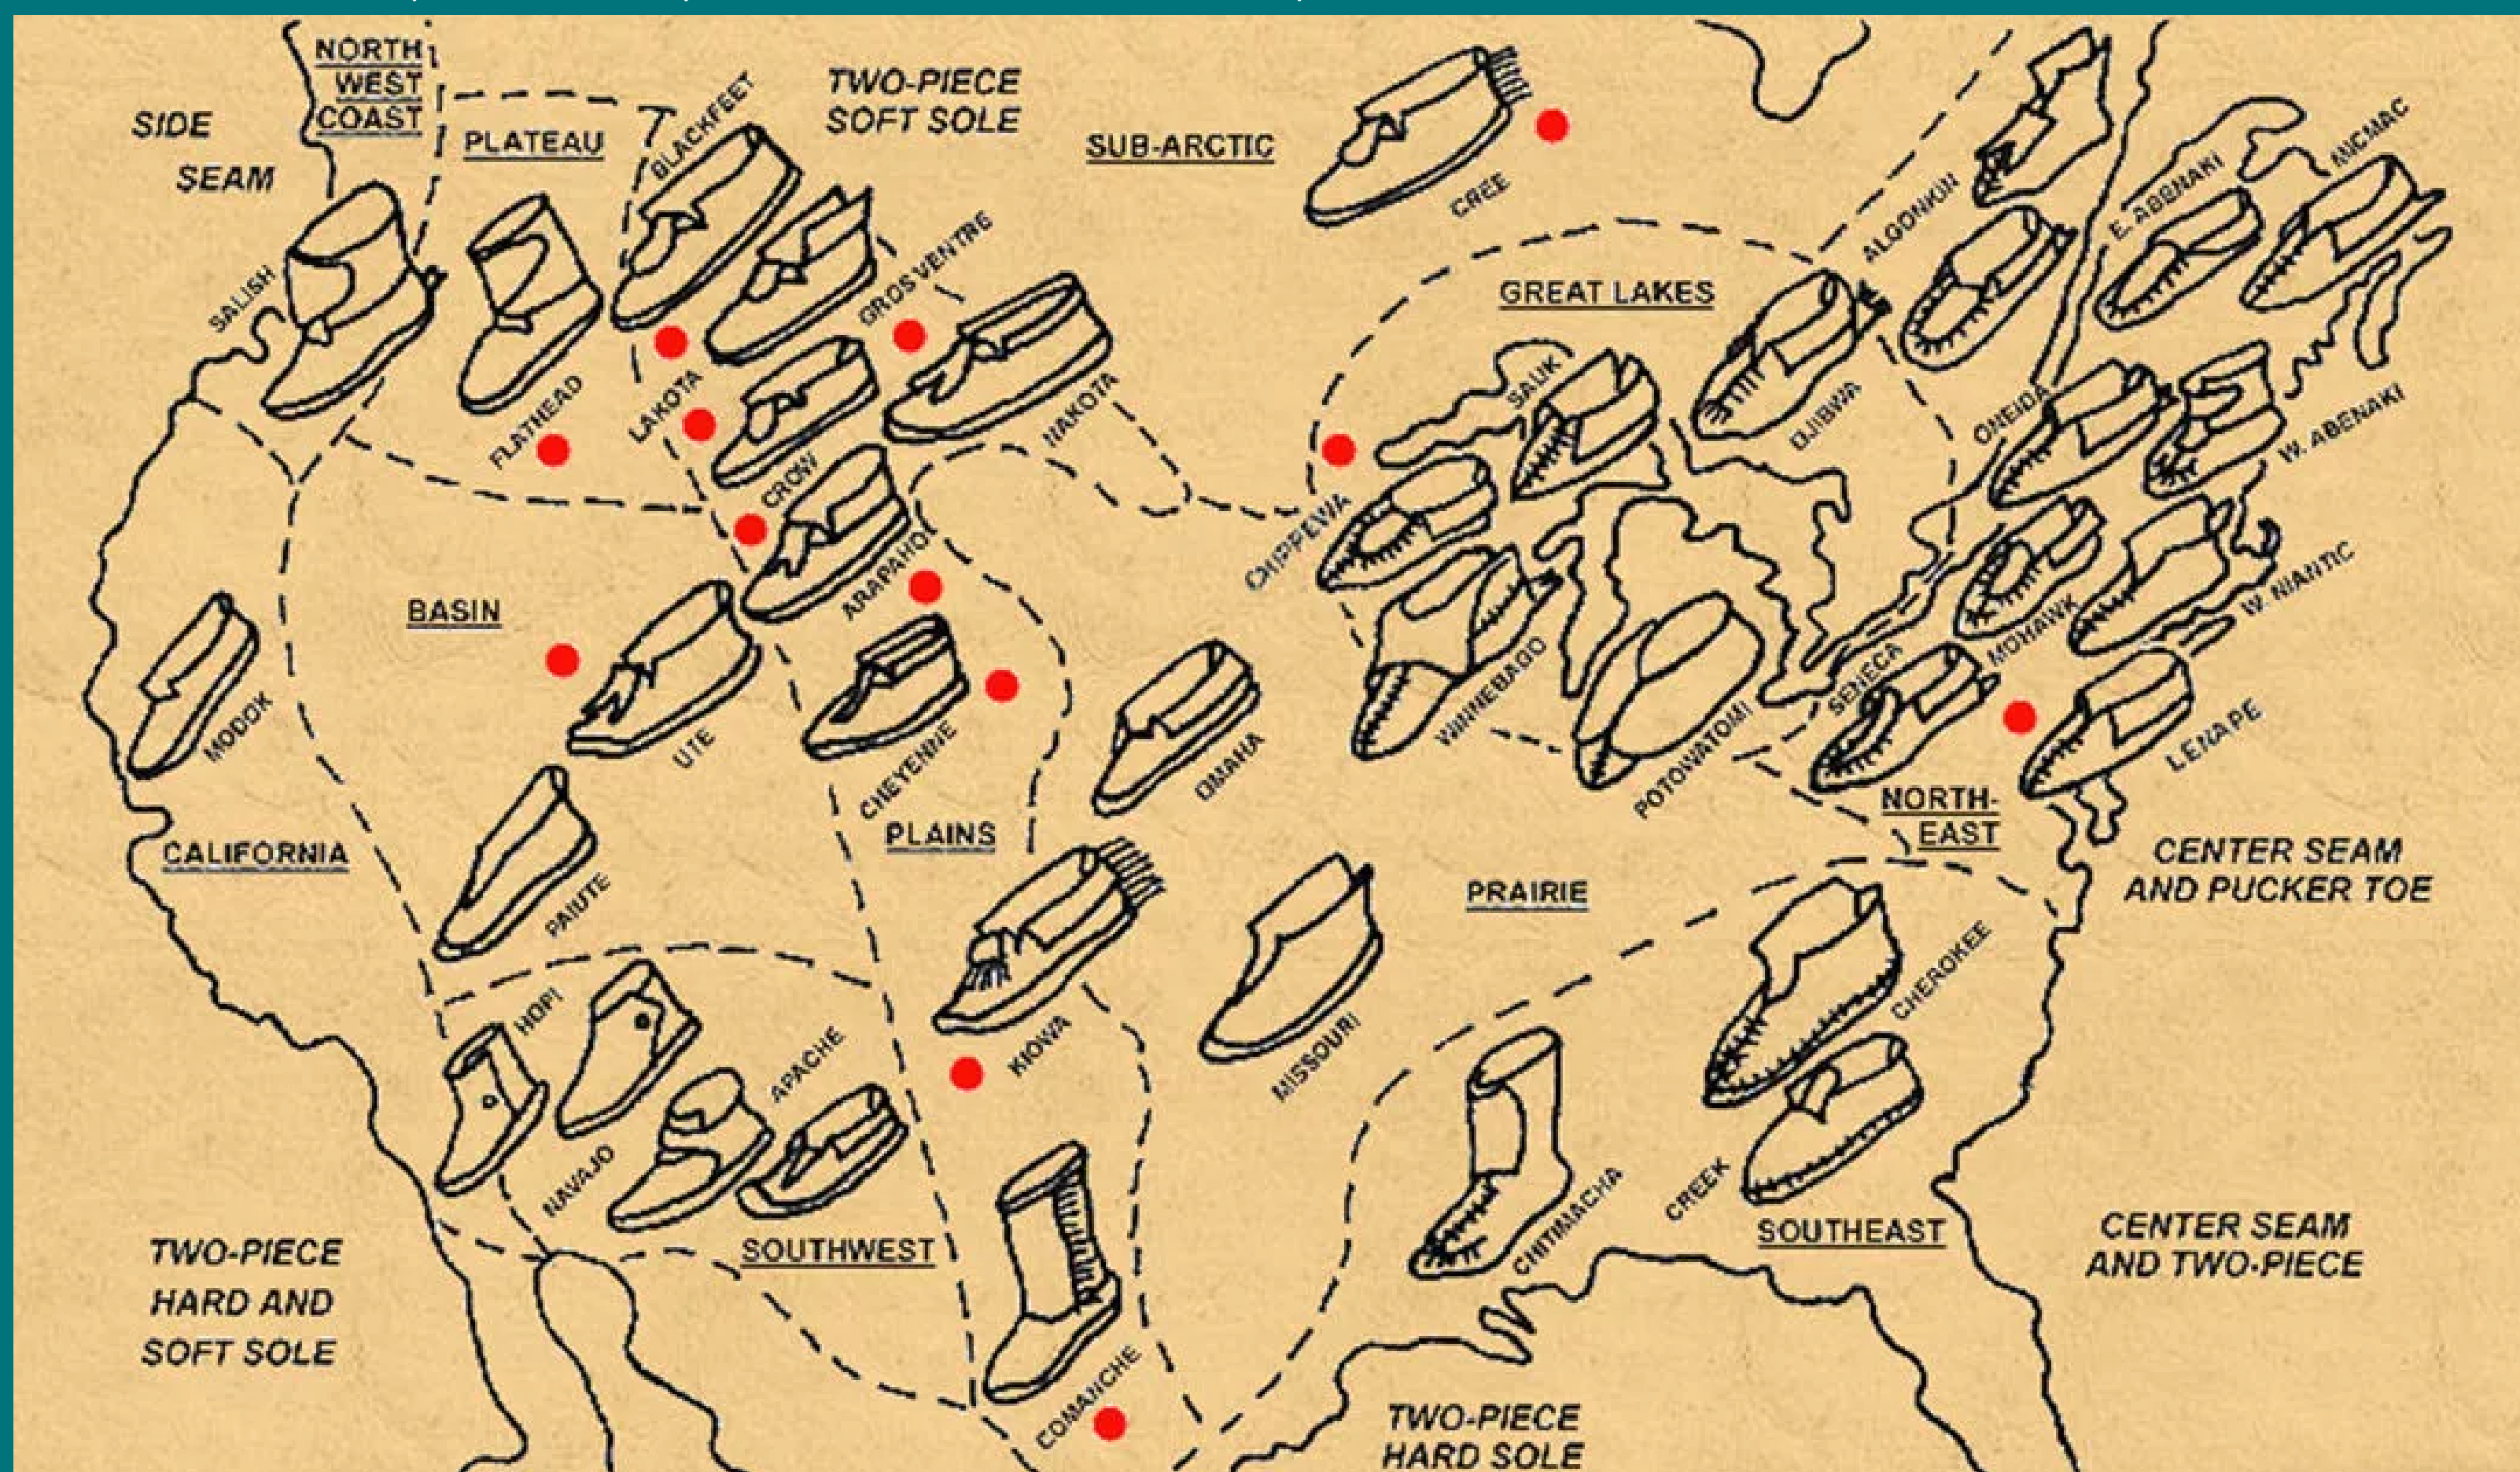 NORTH
WEST
COAST
SIDE
SEAM
PLATEAU
BLACKFEET
TWO-PIECE
SOFT SOLE
SUB-ARCTIC
CREE
ALGONKIN
E. ABENAKI
MICMAC
SALISH
FLATHEAD
LAKOTA
GROS VENTRE
NAKOTA
GREAT LAKES
SAUK
OJIBWA
ONEIDA
W. ABENAKI
CROW
ARAPAHO
CHIPPEWA
BASIN
MODOK
UTE
CHEYENNE
OMAHA
WINNEBAGO
POTOWATOMI
SENECA
MOHAWK
W. NIANTIC
LENAPE
NORTH-
EAST
CALIFORNIA
PAIUTE
PLAINS
PRAIRIE
CENTER SEAM
AND PUCKER TOE
HOPI
NAVAJO
APACHE
KIOWA
MISSOURI
CHEROKEE
CREEK
CHITIMACHA
SOUTHWEST
SOUTHEAST
TWO-PIECE
HARD AND
SOFT SOLE
CENTER SEAM
AND TWO-PIECE
COMANCHE
TWO-PIECE
HARD SOLE